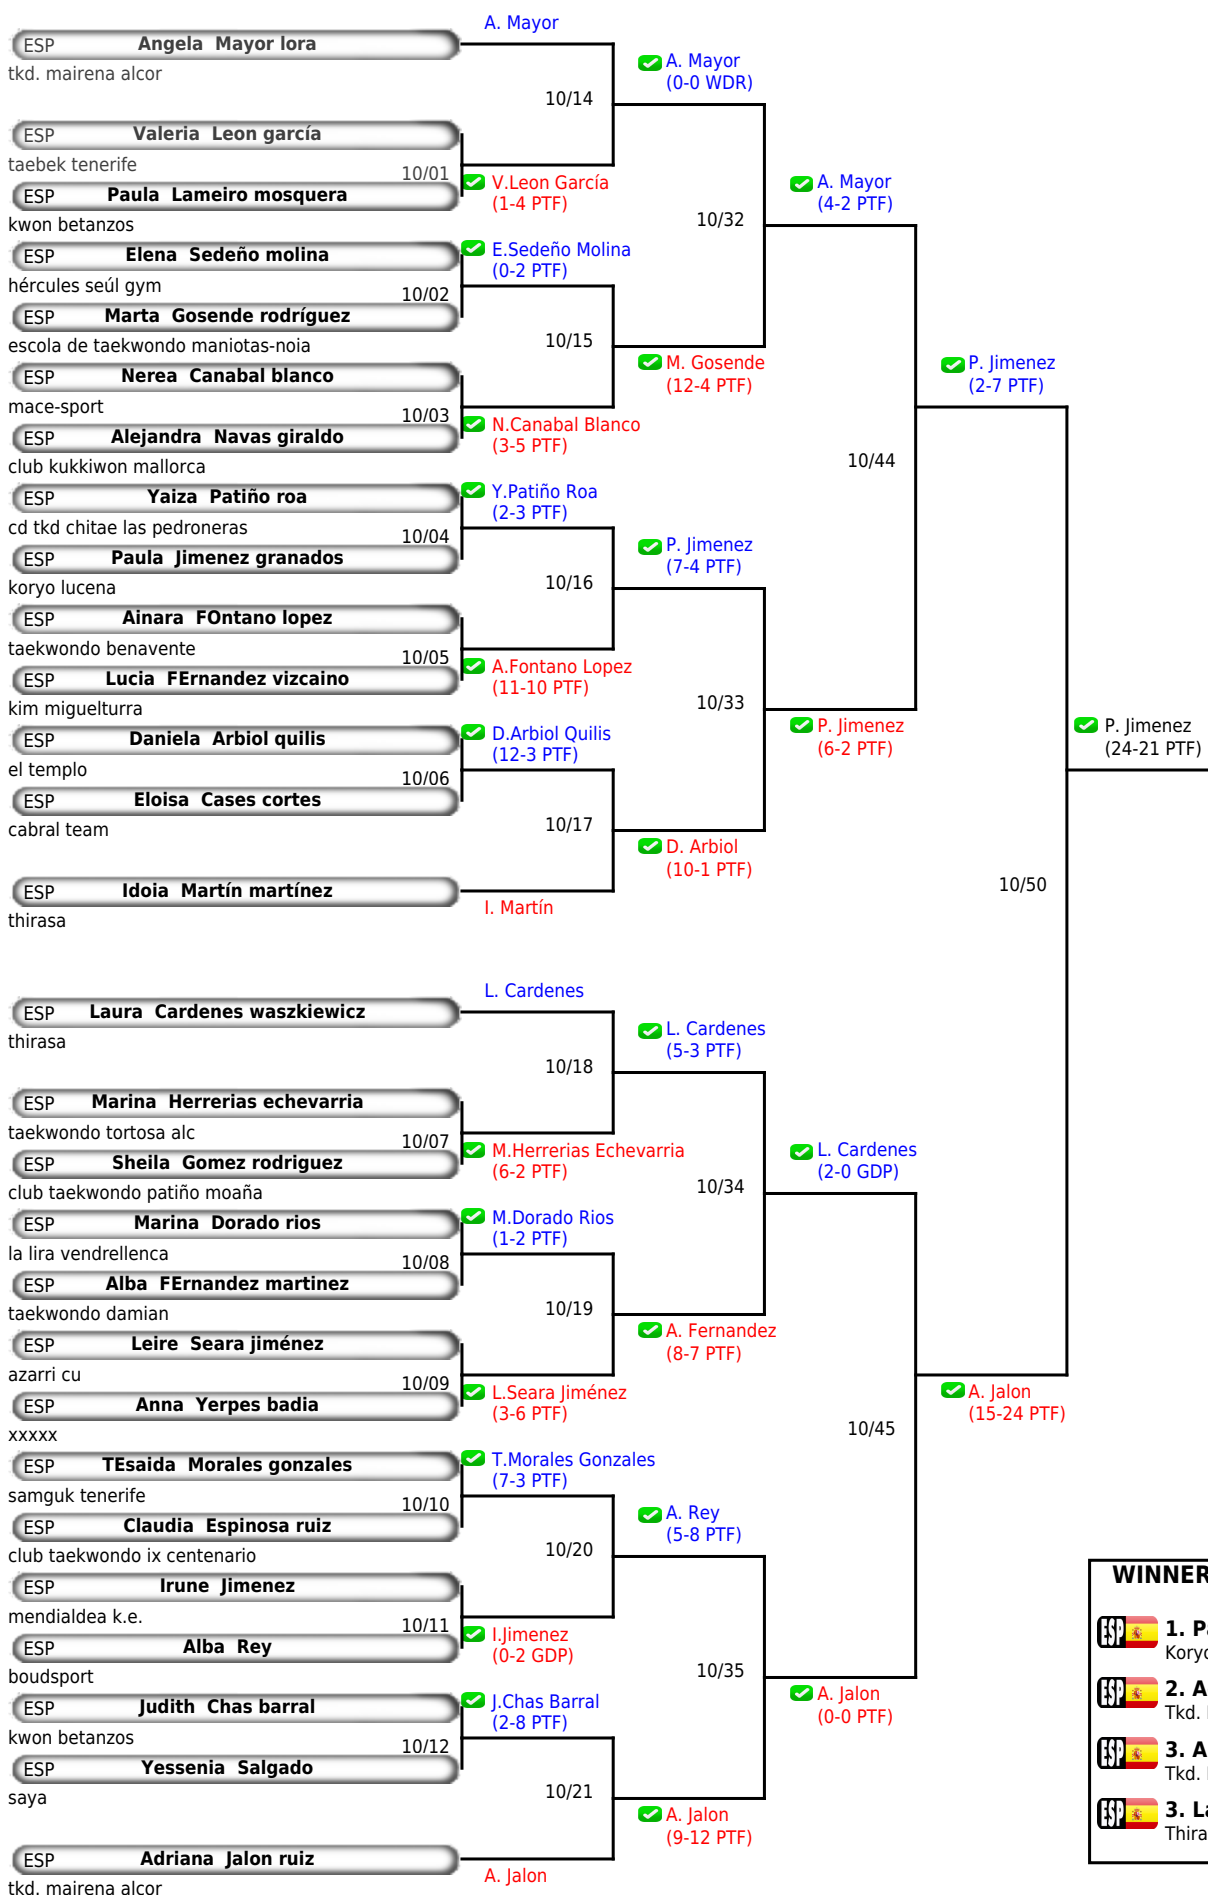 A. Mayor
ESP Angela Mayor lora
tkd. mairena alcor
A. Mayor
(0-0 WDR)
10/14
ESP Valeria Leon garcía
taebek tenerife
10/01
V.Leon García
(1-4 PTF)
ESP Paula Lameiro mosquera
kwon betanzos
A. Mayor
(4-2 PTF)
10/32
E.Sedeño Molina
(0-2 PTF)
ESP Elena Sedeño molina
hércules seúl gym
10/02
ESP Marta Gosende rodríguez
escola de taekwondo maniotas-noia
10/15
M. Gosende
(12-4 PTF)
ESP Nerea Canabal blanco
mace-sport
10/03
N.Canabal Blanco
(3-5 PTF)
ESP Alejandra Navas giraldo
club kukkiwon mallorca
P. Jimenez
(2-7 PTF)
10/44
Y.Patiño Roa
(2-3 PTF)
ESP Yaiza Patiño roa
cd tkd chitae las pedroneras
10/04
ESP Paula Jimenez granados
koryo lucena
P. Jimenez
(7-4 PTF)
10/16
ESP Ainara FOntano lopez
taekwondo benavente
10/05
A.Fontano Lopez
(11-10 PTF)
ESP Lucia FErnandez vizcaino
kim miguelturra
10/33
P. Jimenez
(6-2 PTF)
P. Jimenez
(24-21 PTF)
D.Arbiol Quilis
(12-3 PTF)
ESP Daniela Arbiol quilis
el templo
10/06
ESP Eloisa Cases cortes
cabral team
10/17
D. Arbiol
(10-1 PTF)
ESP Idoia Martín martínez
thirasa
I. Martín
10/50
L. Cardenes
ESP Laura Cardenes waszkiewicz
thirasa
L. Cardenes
(5-3 PTF)
10/18
ESP Marina Herrerias echevarria
taekwondo tortosa alc
10/07
M.Herrerias Echevarria
(6-2 PTF)
ESP Sheila Gomez rodriguez
club taekwondo patiño moaña
L. Cardenes
(2-0 GDP)
10/34
M.Dorado Rios
(1-2 PTF)
ESP Marina Dorado rios
la lira vendrellenca
10/08
ESP Alba FErnandez martinez
taekwondo damian
10/19
A. Fernandez
(8-7 PTF)
ESP Leire Seara jiménez
azarri cu
10/09
L.Seara Jiménez
(3-6 PTF)
ESP Anna Yerpes badia
xxxxx
A. Jalon
(15-24 PTF)
10/45
T.Morales Gonzales
(7-3 PTF)
ESP TEsaida Morales gonzales
samguk tenerife
10/10
ESP Claudia Espinosa ruiz
club taekwondo ix centenario
A. Rey
(5-8 PTF)
10/20
ESP Irune Jimenez
mendialdea k.e.
10/11
I.Jimenez
(0-2 GDP)
ESP Alba Rey
boudsport
10/35
A. Jalon
(0-0 PTF)
J.Chas Barral
(2-8 PTF)
ESP Judith Chas barral
kwon betanzos
10/12
ESP Yessenia Salgado
saya
10/21
A. Jalon
(9-12 PTF)
ESP Adriana Jalon ruiz
tkd. mairena alcor
A. Jalon
WINNER
ESP 1. Pa
Koryo
ESP 2. A
Tkd.
ESP 3. A
Tkd.
ESP 3. La
Thira